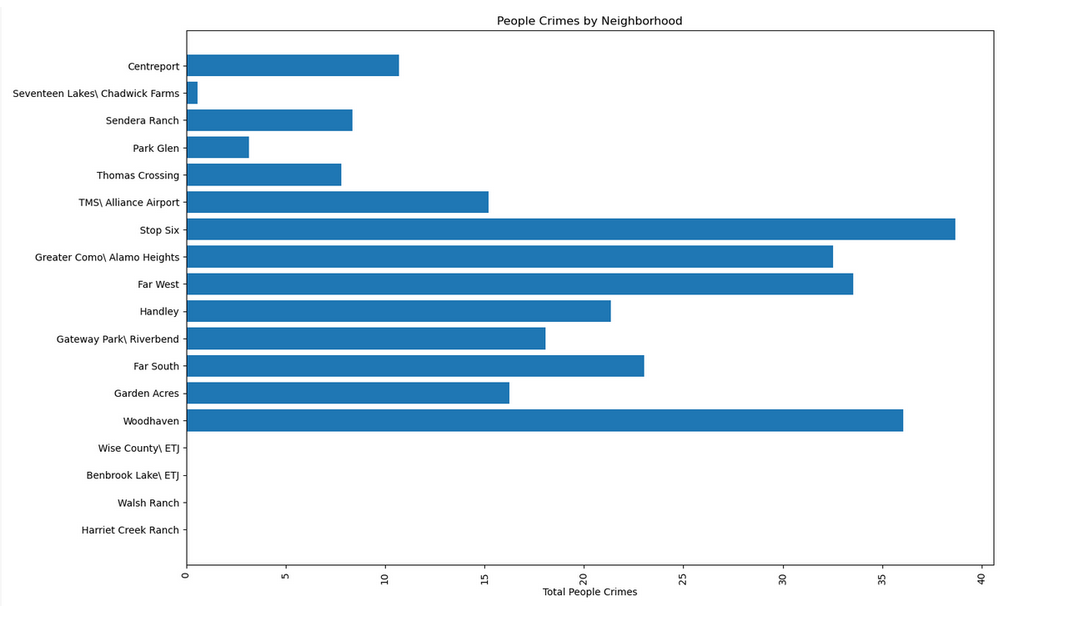 People Crimes by Neighborhood
Centreport
Seventeen Lakes\ Chadwick Farms
Sendera Ranch
Park Glen
Thomas Crossing
TMS\ Alliance Airport
Stop Six
Greater Como\ Alamo Heights
Far West
Handley
Gateway Park\ Riverbend
Far South
Garden Acres
Woodhaven
Wise County\ ETJ
Benbrook Lake\ ETJ
Walsh Ranch
Harriet Creek Ranch
0 5 10 15 20 25 30 35 40
Total People Crimes